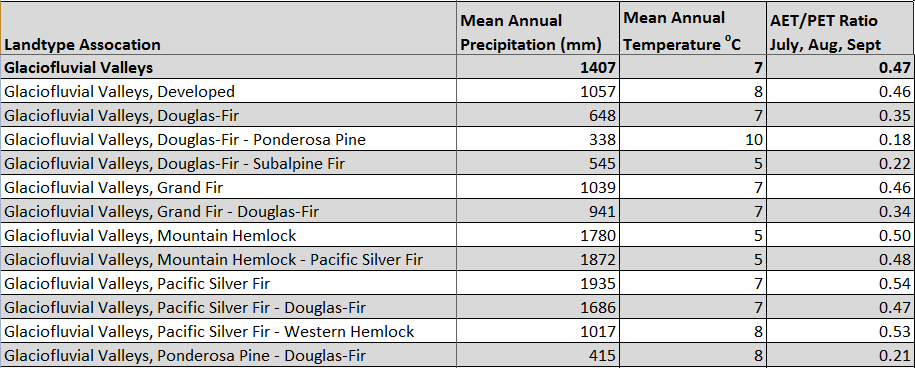 Landtype Assocation Mean Annual Precipitation (mm) Mean Annual Temperature °C AET/PET Ratio July, Aug, Sept
Glaciofluvial Valleys 1407 7 0.47
Glaciofluvial Valleys, Developed 1057 8 0.46
Glaciofluvial Valleys, Douglas-Fir 648 7 0.35
Glaciofluvial Valleys, Douglas-Fir - Ponderosa Pine 338 10 0.18
Glaciofluvial Valleys, Douglas-Fir - Subalpine Fir 545 5 0.22
Glaciofluvial Valleys, Grand Fir 1039 7 0.46
Glaciofluvial Valleys, Grand Fir - Douglas-Fir 941 7 0.34
Glaciofluvial Valleys, Mountain Hemlock 1780 5 0.50
Glaciofluvial Valleys, Mountain Hemlock - Pacific Silver Fir 1872 5 0.48
Glaciofluvial Valleys, Pacific Silver Fir 1935 7 0.54
Glaciofluvial Valleys, Pacific Silver Fir - Douglas-Fir 1686 7 0.47
Glaciofluvial Valleys, Pacific Silver Fir - Western Hemlock 1017 8 0.53
Glaciofluvial Valleys, Ponderosa Pine - Douglas-Fir 415 8 0.21